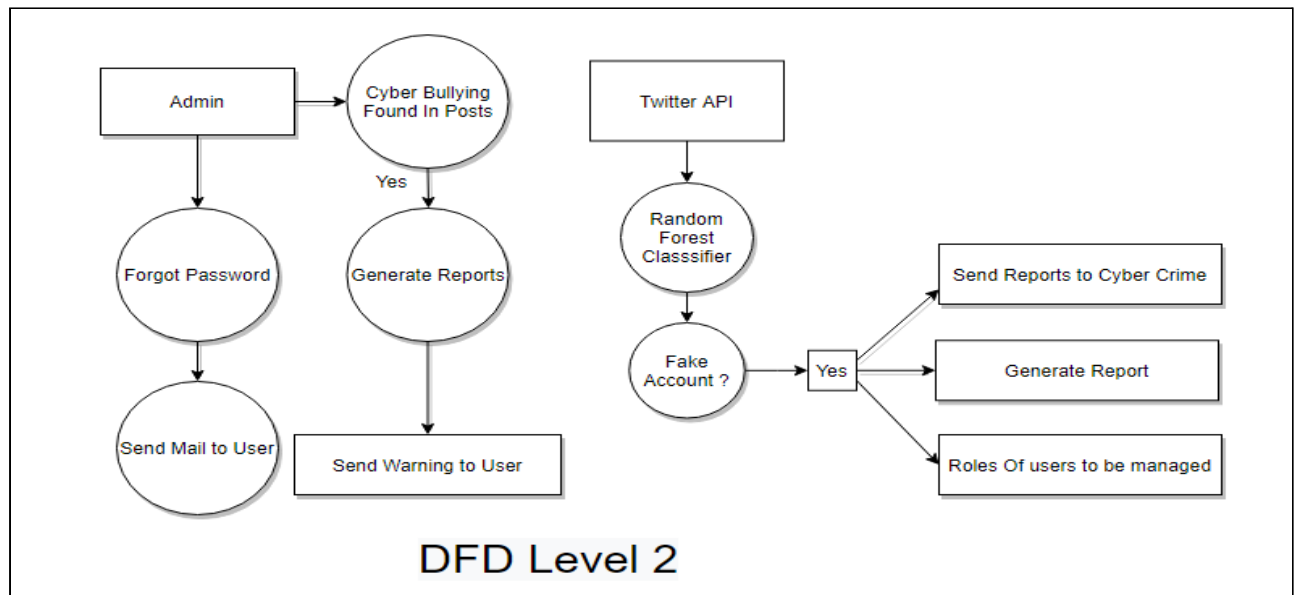 Admin
Cyber Bullying
Found In Posts
Yes
Forgot Password
Generate Reports
Send Mail to User
Send Warning to User
Twitter API
Random
Forest
Classsifier
Fake
Account ?
Yes
Send Reports to Cyber Crime
Generate Report
Roles Of users to be managed
DFD Level 2